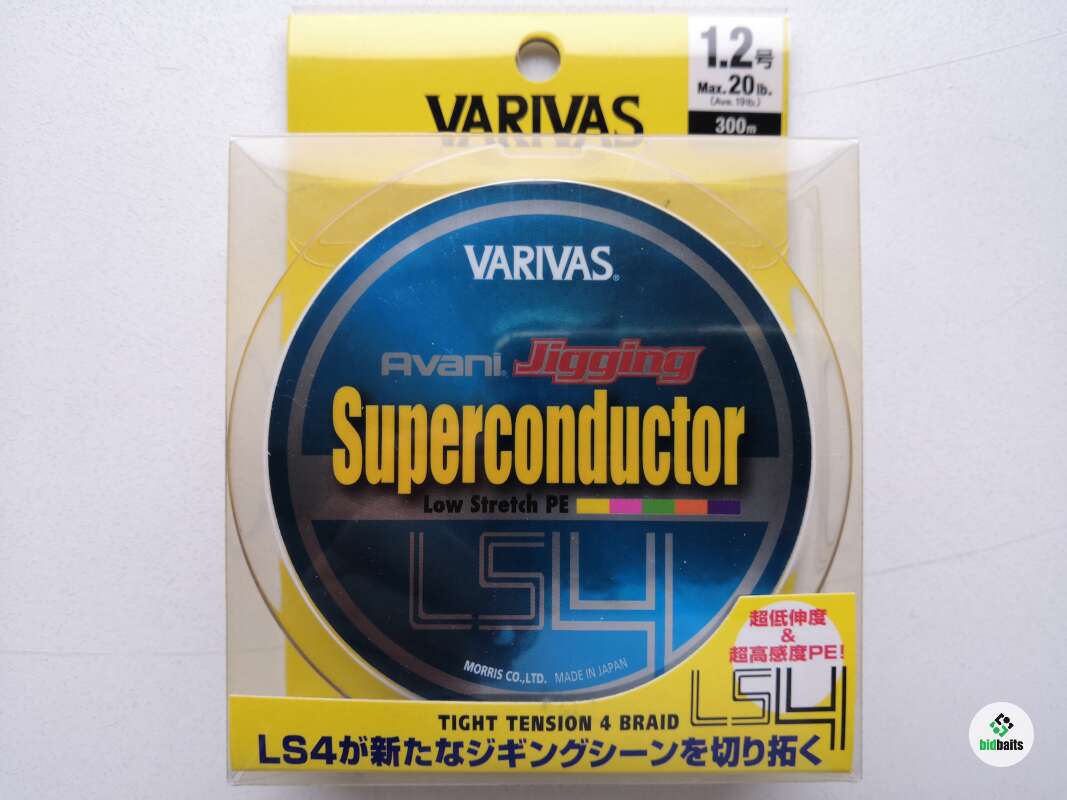 1.2号
Max.20lb.
(Ave.19lb.)
300m
VARIVAS
VARIVAS®
Avani® Jigging
Superconductor
Low Stretch PE
LS4
MORRIS CO.,LTD. MADE IN JAPAN
超低伸度
&
超高感度PE!
LS4
TIGHT TENSION 4 BRAID
LS4が新たなジギングシーンを切り拓く
bidbaits